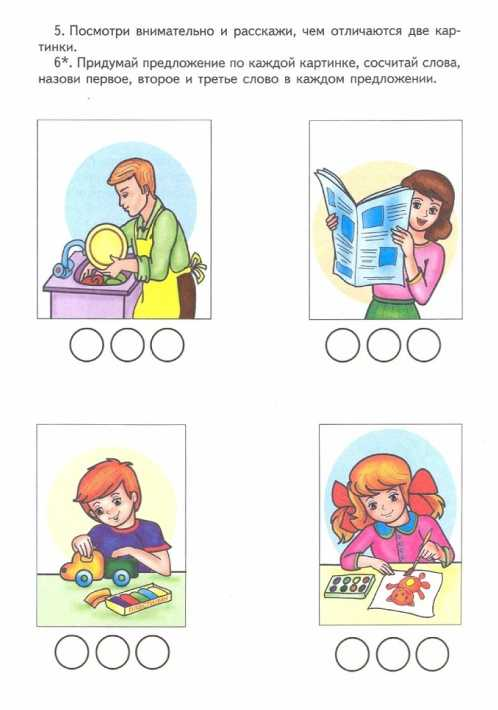 5. Посмотри внимательно и расскажи, чем отличаются две кар-
тинки.
6*. Придумай предложение по каждой картинке, сосчитай слова,
назови первое, второе и третье слово в каждом предложении.
ПЛАСТИЛИН